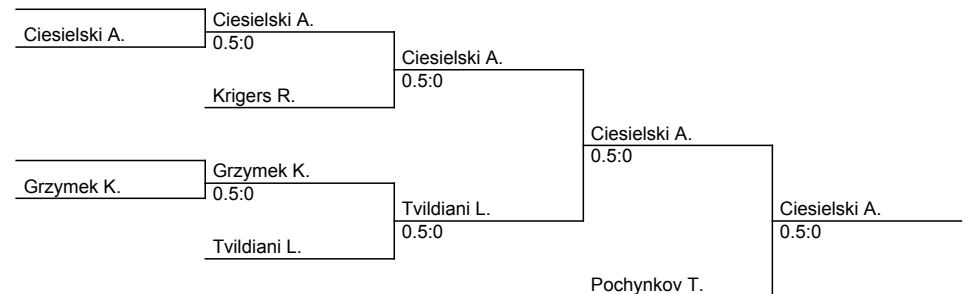 Ciesielski A.
Ciesielski A.
0.5:0
Ciesielski A.
0.5:0
Krigers R.
Ciesielski A.
0.5:0
Grzymek K.
Grzymek K.
0.5:0
Tvildiani L.
0.5:0
Ciesielski A.
0.5:0
Tvildiani L.
Pochynkov T.